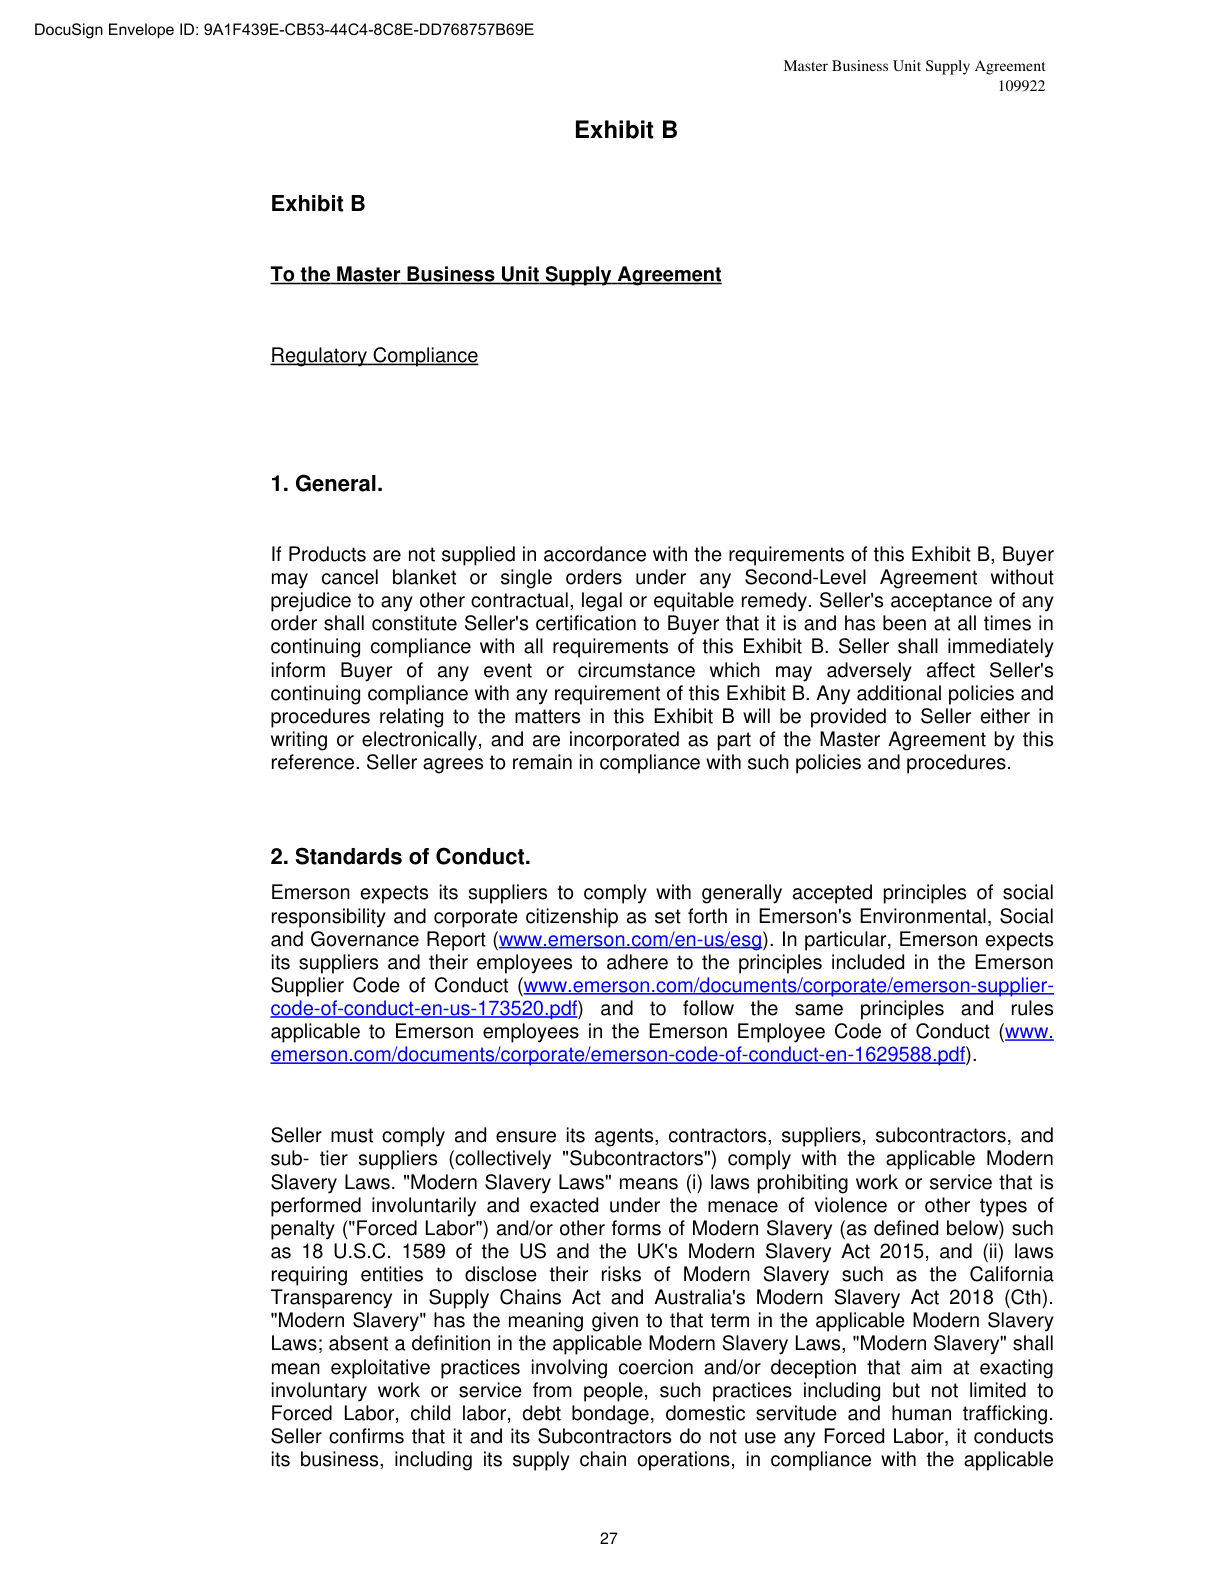 DocuSign Envelope ID: 9A1F439E-CB53-44C4-8C8E-DD768757B69E
Master Business Unit Supply Agreement
109922
Exhibit B
Exhibit B
To the Master Business Unit Supply Agreement
Regulatory Compliance
1. General.
If Products are not supplied in accordance with the requirements of this Exhibit B, Buyer
may cancel blanket or single orders under any Second-Level Agreement without
prejudice to any other contractual, legal or equitable remedy. Seller's acceptance of any
order shall constitute Seller's certification to Buyer that it is and has been at all times in
continuing compliance with all requirements of this Exhibit B. Seller shall immediately
inform Buyer of any event or circumstance which may adversely affect Seller's
continuing compliance with any requirement of this Exhibit B. Any additional policies and
procedures relating to the matters in this Exhibit B will be provided to Seller either in
writing or electronically, and are incorporated as part of the Master Agreement by this
reference. Seller agrees to remain in compliance with such policies and procedures.
2. Standards of Conduct.
Emerson expects its suppliers to comply with generally accepted principles of social
responsibility and corporate citizenship as set forth in Emerson's Environmental, Social
and Governance Report (www.emerson.com/en-us/esg). In particular, Emerson expects
its suppliers and their employees to adhere to the principles included in the Emerson
Supplier Code of Conduct (www.emerson.com/documents/corporate/emerson-supplier-
code-of-conduct-en-us-173520.pdf) and to follow the same principles and rules
applicable to Emerson employees in the Emerson Employee Code of Conduct (www.
emerson.com/documents/corporate/emerson-code-of-conduct-en-1629588.pdf).
Seller must comply and ensure its agents, contractors, suppliers, subcontractors, and
sub- tier suppliers (collectively "Subcontractors") comply with the applicable Modern
Slavery Laws. "Modern Slavery Laws" means (i) laws prohibiting work or service that is
performed involuntarily and exacted under the menace of violence or other types of
penalty ("Forced Labor") and/or other forms of Modern Slavery (as defined below) such
as 18 U.S.C. 1589 of the US and the UK's Modern Slavery Act 2015, and (ii) laws
requiring entities to disclose their risks of Modern Slavery such as the California
Transparency in Supply Chains Act and Australia's Modern Slavery Act 2018 (Cth).
"Modern Slavery" has the meaning given to that term in the applicable Modern Slavery
Laws; absent a definition in the applicable Modern Slavery Laws, "Modern Slavery" shall
mean exploitative practices involving coercion and/or deception that aim at exacting
involuntary work or service from people, such practices including but not limited to
Forced Labor, child labor, debt bondage, domestic servitude and human trafficking.
Seller confirms that it and its Subcontractors do not use any Forced Labor, it conducts
its business, including its supply chain operations, in compliance with the applicable
27